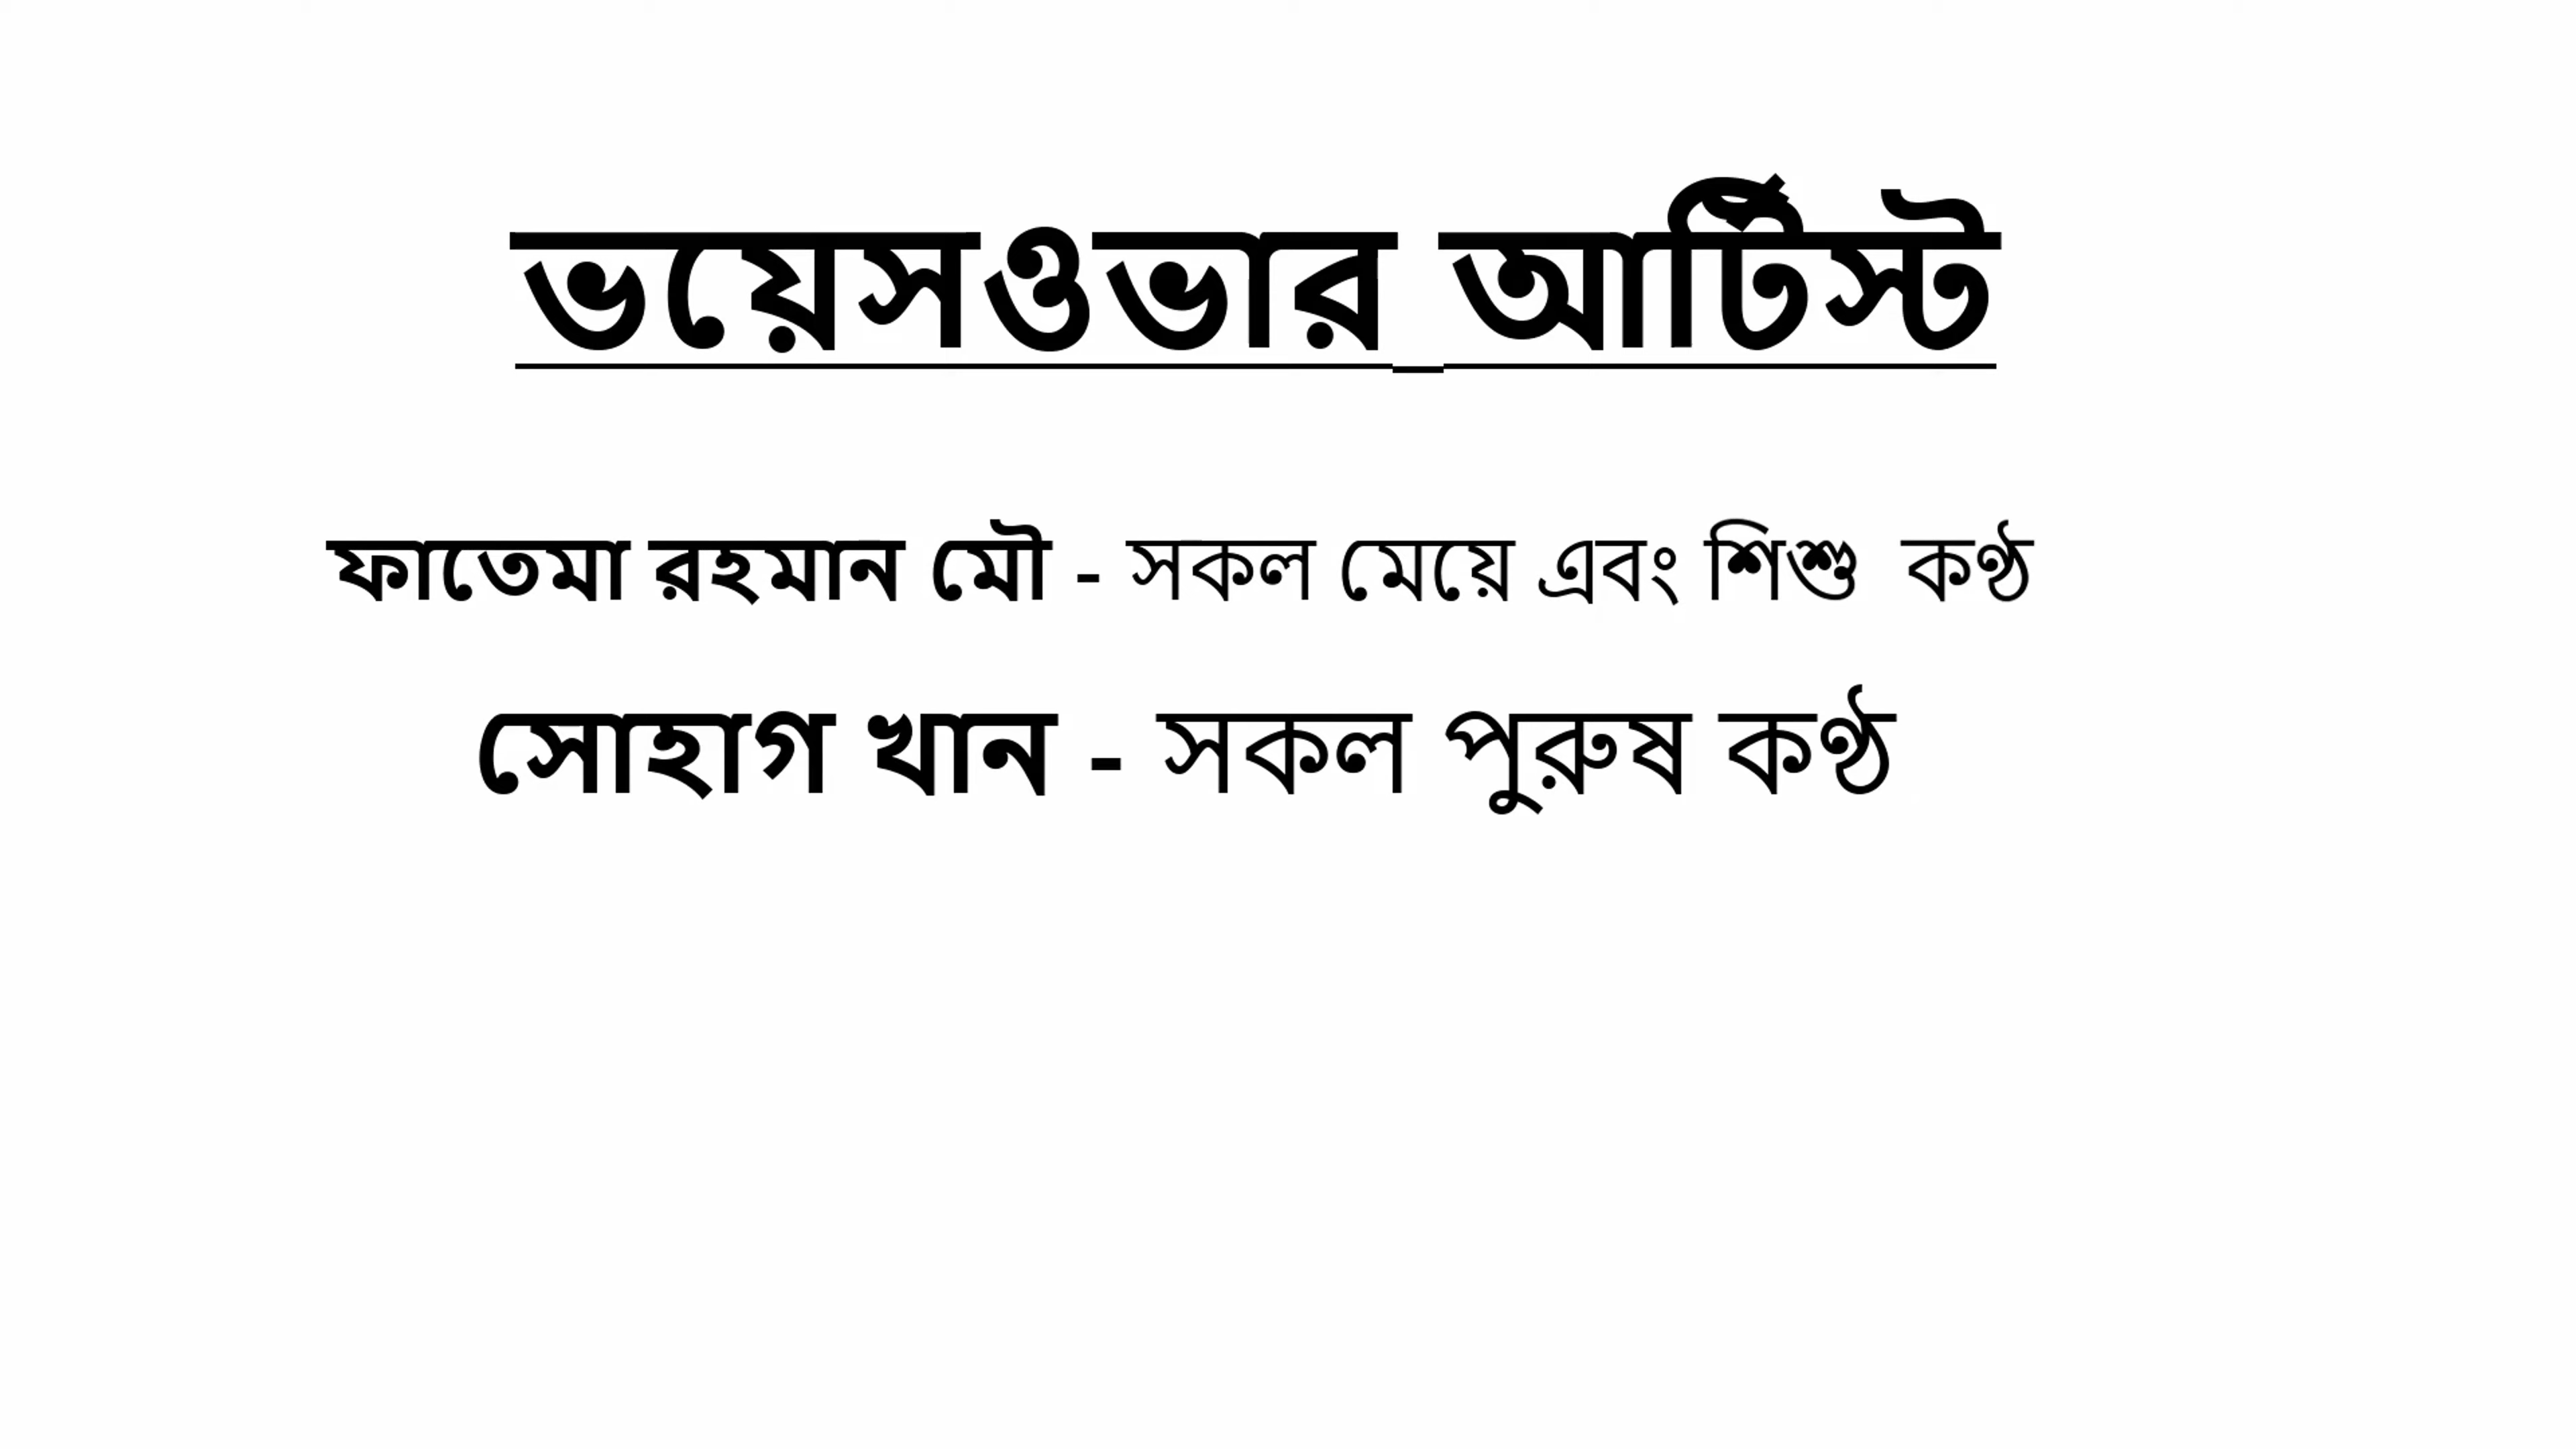 ভয়েসওভার আর্টিস্ট
ফাতেমা রহমান মৌ - সকল মেয়ে এবং শিশু কণ্ঠ
সোহাগ খান - সকল পুরুষ কণ্ঠ